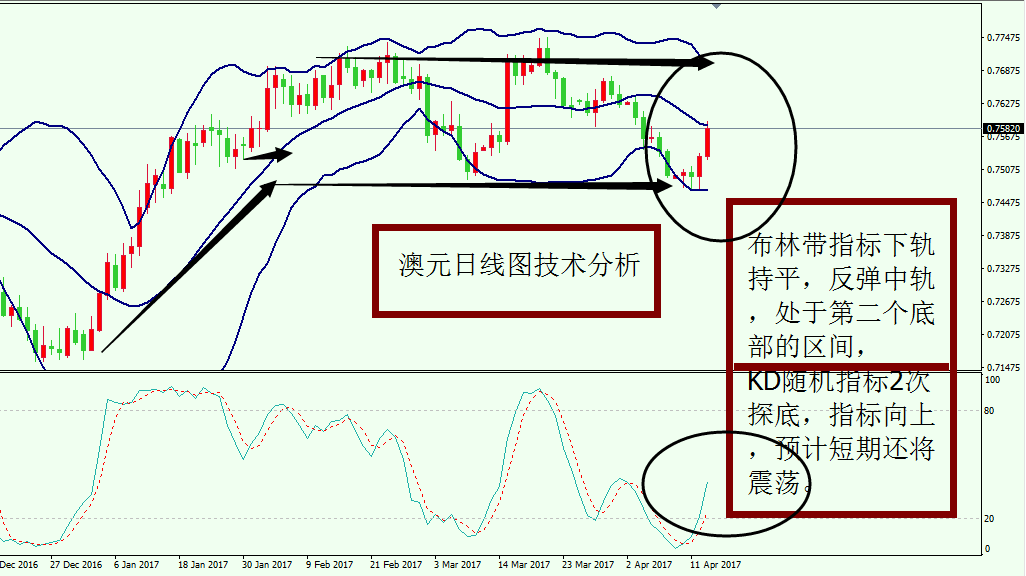 0.77475
0.76875
0.76275
0.75820
0.75675
0.75075
0.74475
0.73875
0.73275
0.72675
0.72075
0.71475
澳元日线图技术分析
布林带指标下轨
持平，反弹中轨
，处于第二个底
部的区间，
KD随机指标2次
探底，指标向上
，预计短期还将
震荡。
100
80
20
0
Dec 2016 27 Dec 2016 6 Jan 2017 18 Jan 2017 30 Jan 2017 9 Feb 2017 21 Feb 2017 3 Mar 2017 14 Mar 2017 23 Mar 2017 2 Apr 2017 11 Apr 2017